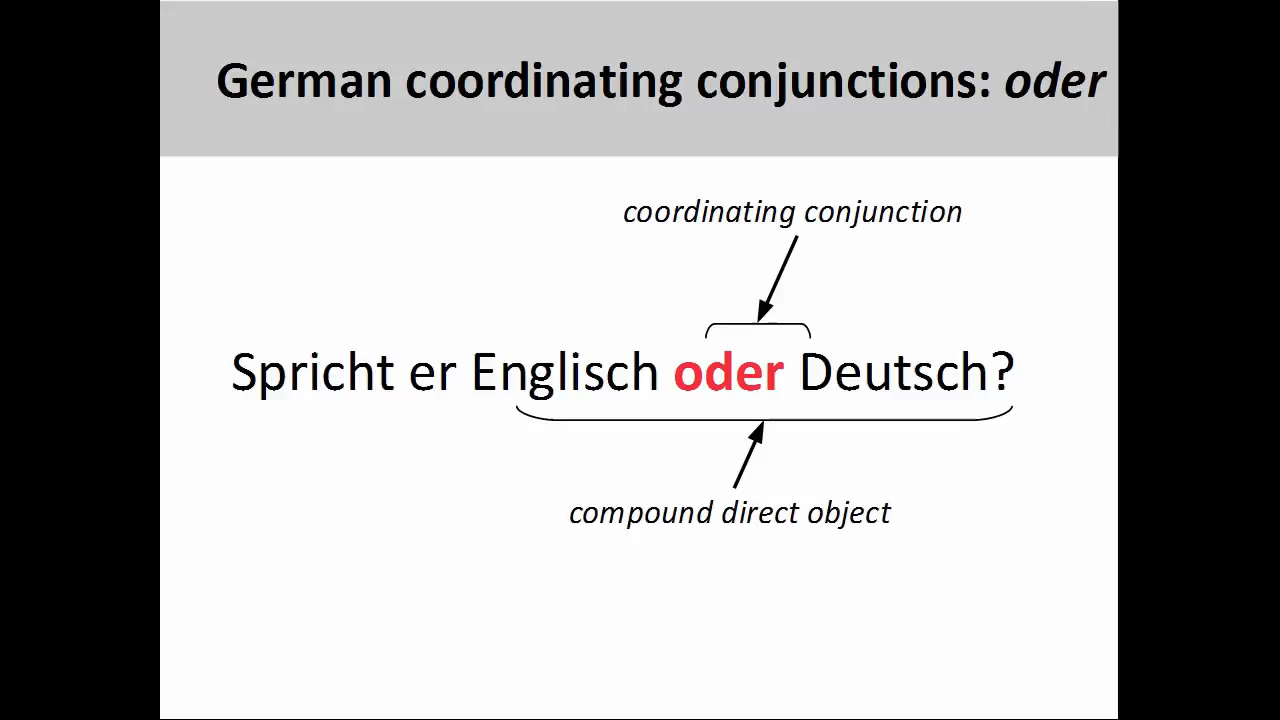 German coordinating conjunctions: oder
coordinating conjunction
Spricht er Englisch oder Deutsch?
compound direct object